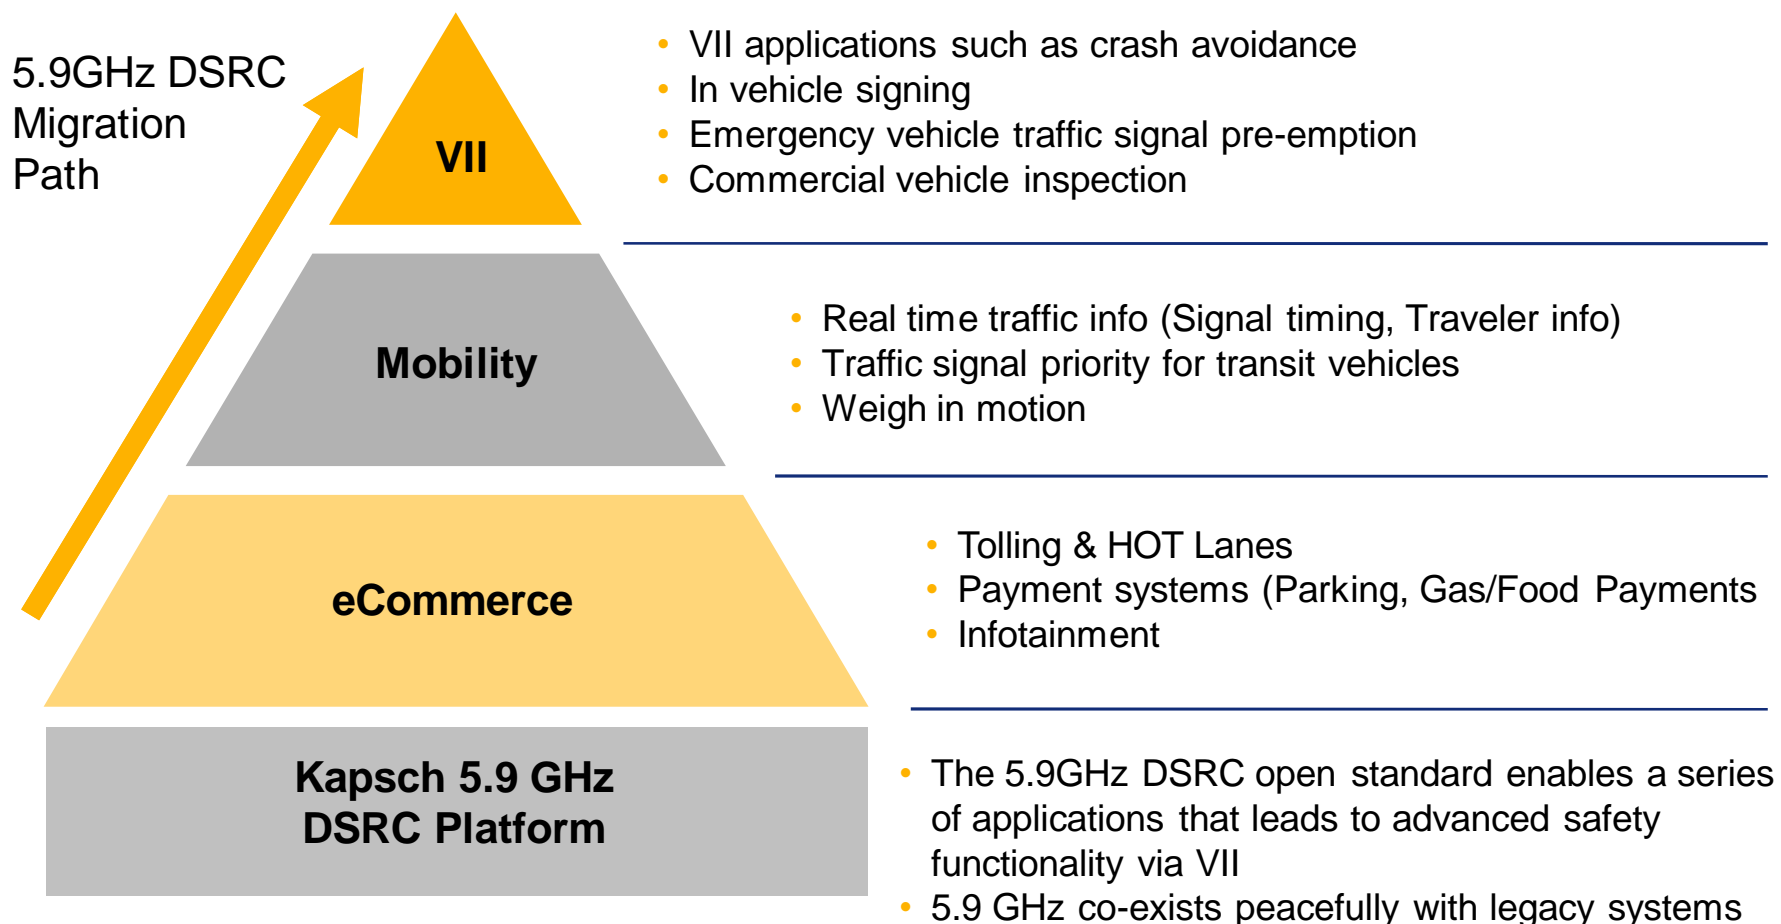 5.9GHz DSRC
Migration
Path
VII
• VII applications such as crash avoidance
• In vehicle signing
• Emergency vehicle traffic signal pre-emption
• Commercial vehicle inspection
Mobility
• Real time traffic info (Signal timing, Traveler info)
• Traffic signal priority for transit vehicles
• Weigh in motion
eCommerce
• Tolling & HOT Lanes
• Payment systems (Parking, Gas/Food Payments
• Infotainment
Kapsch 5.9 GHz
DSRC Platform
• The 5.9GHz DSRC open standard enables a series
of applications that leads to advanced safety
functionality via VII
• 5.9 GHz co-exists peacefully with legacy systems